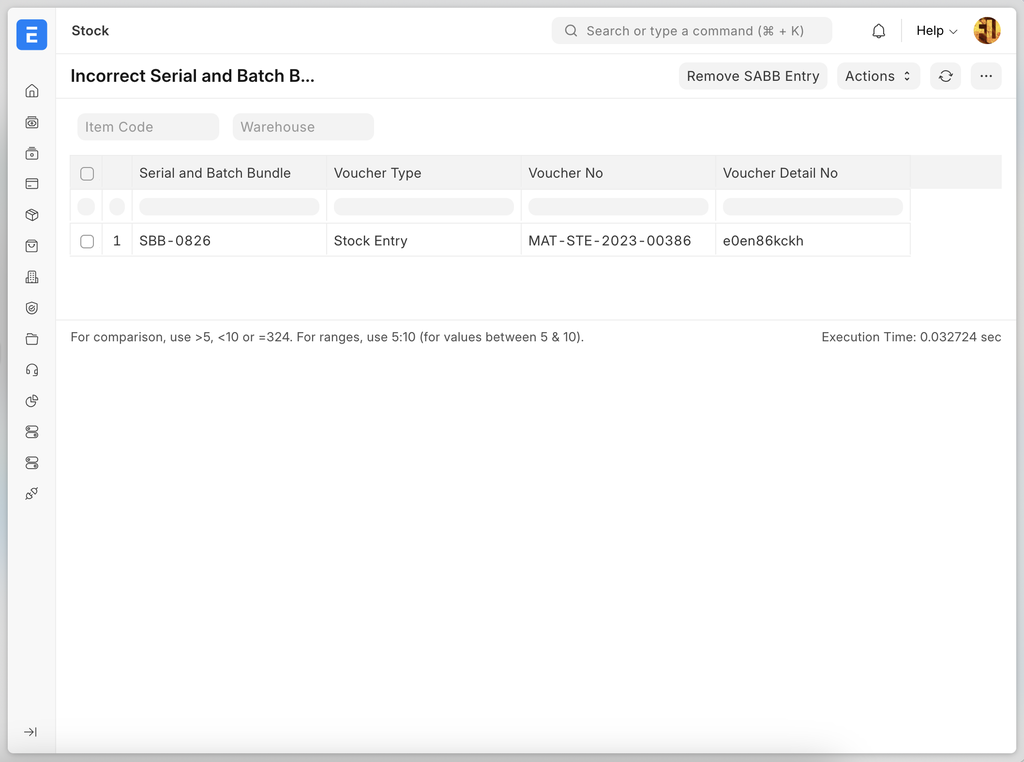 Stock
Search or type a command (⌘ + K)
Help
Incorrect Serial and Batch B...
Remove SABB Entry
Actions
Item Code
Warehouse
Serial and Batch Bundle
Voucher Type
Voucher No
Voucher Detail No
1
SBB-0826
Stock Entry
MAT-STE-2023-00386
e0en86kckh
For comparison, use >5, <10 or =324. For ranges, use 5:10 (for values between 5 & 10).
Execution Time: 0.032724 sec